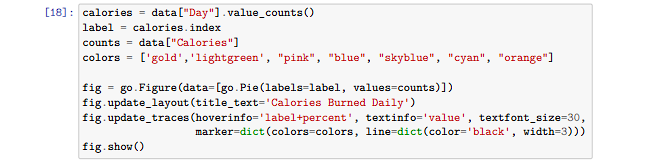 [18]: calories = data["Day"].value_counts()
label = calories.index
counts = data["Calories"]
colors = ['gold','lightgreen', "pink", "blue", "skyblue", "cyan", "orange"]
fig = go.Figure(data=[go.Pie(labels=label, values=counts)])
fig.update_layout(title_text='Calories Burned Daily')
fig.update_traces(hoverinfo='label+percent', textinfo='value', textfont_size=30,
marker=dict(colors=colors, line=dict(color='black', width=3)))
fig.show()